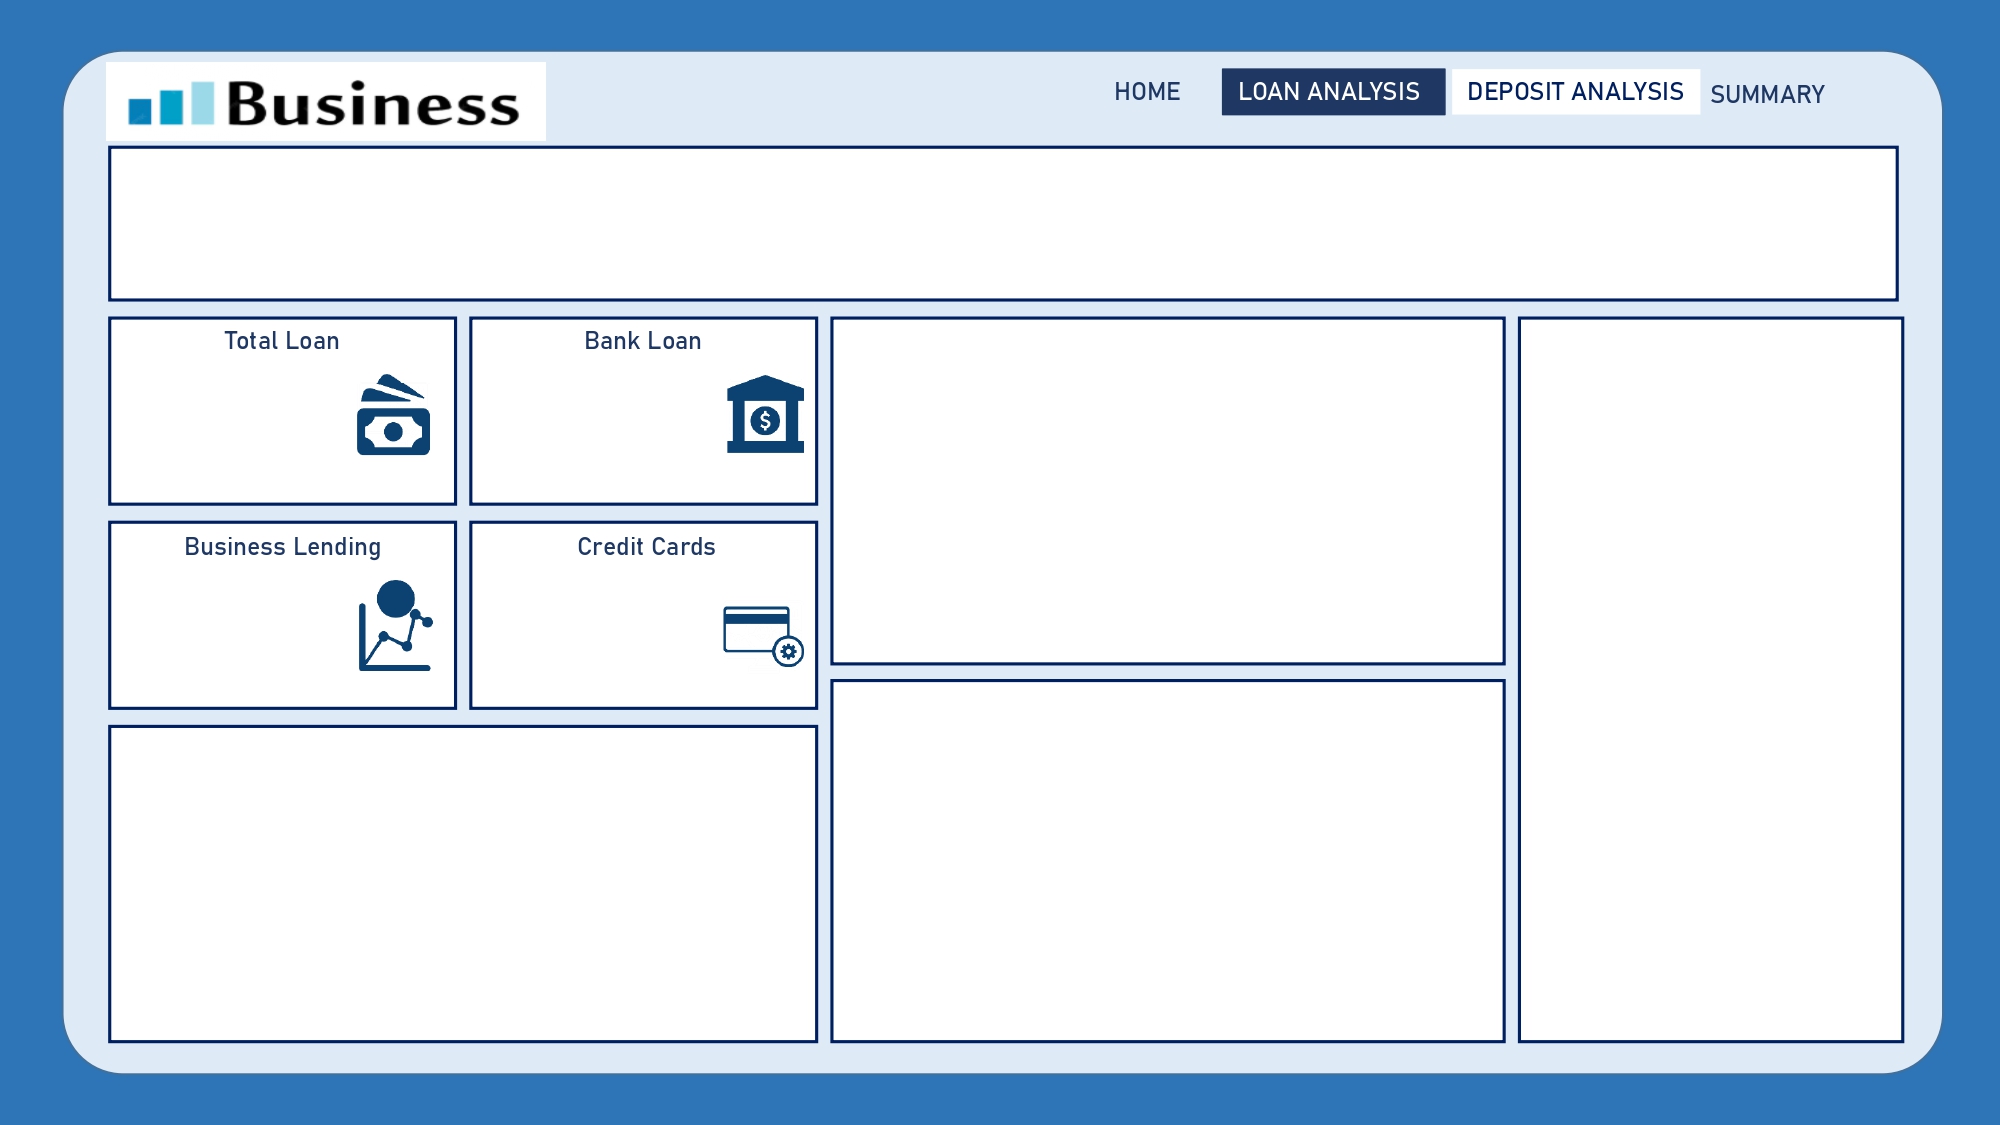 Business
HOME
LOAN ANALYSIS
DEPOSIT ANALYSIS
SUMMARY
Total Loan
Bank Loan
$
Business Lending
Credit Cards